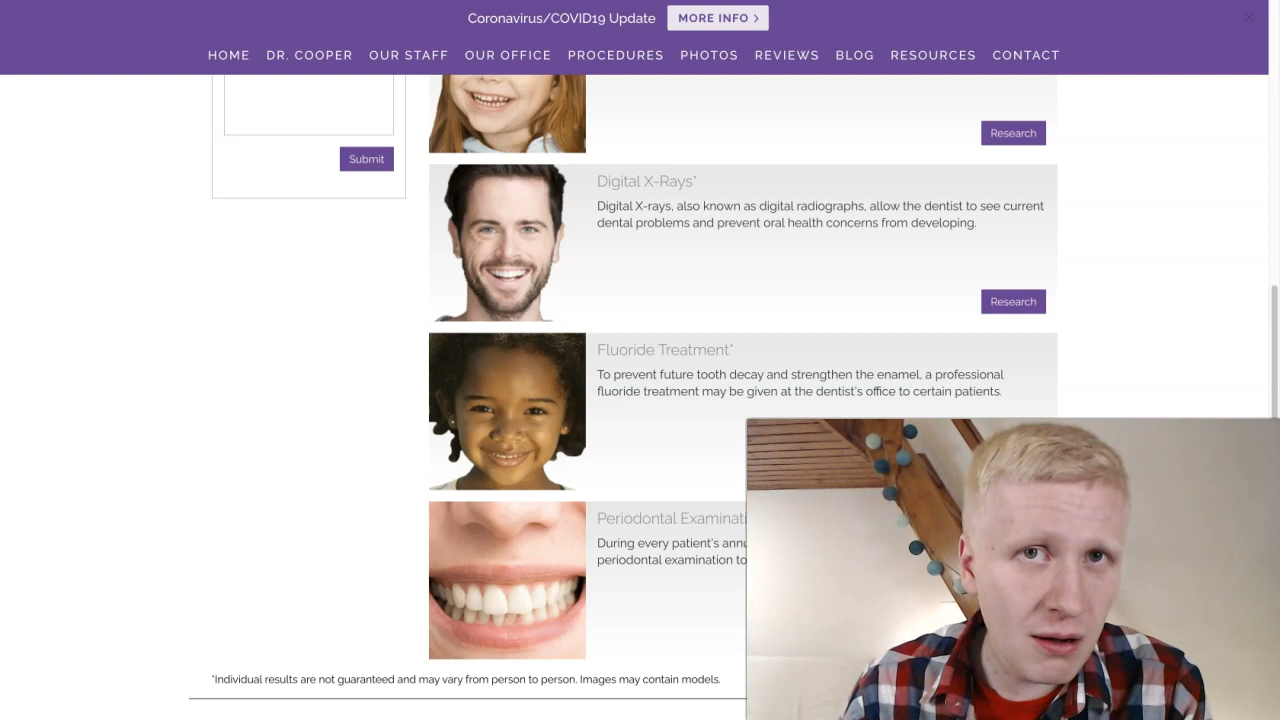 Coronavirus/COVID19 Update MORE INFO >
HOME DR. COOPER OUR STAFF OUR OFFICE PROCEDURES PHOTOS REVIEWS BLOG RESOURCES CONTACT
Submit
Research
Digital X-Rays*
Digital X-rays, also known as digital radiographs, allow the dentist to see current
dental problems and prevent oral health concerns from developing.
Research
Fluoride Treatment*
To prevent future tooth decay and strengthen the enamel, a professional
fluoride treatment may be given at the dentist's office to certain patients.
Periodontal Examinati
During every patient's annu
periodontal examination to
*Individual results are not guaranteed and may vary from person to person. Images may contain models.